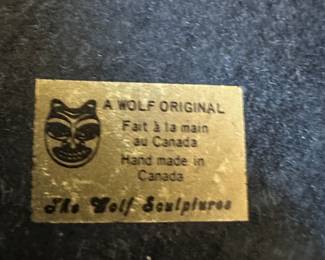 A WOLF ORIGINAL
Fait à la main
au Canada
Hand made in
Canada
The Wolf Sculptures